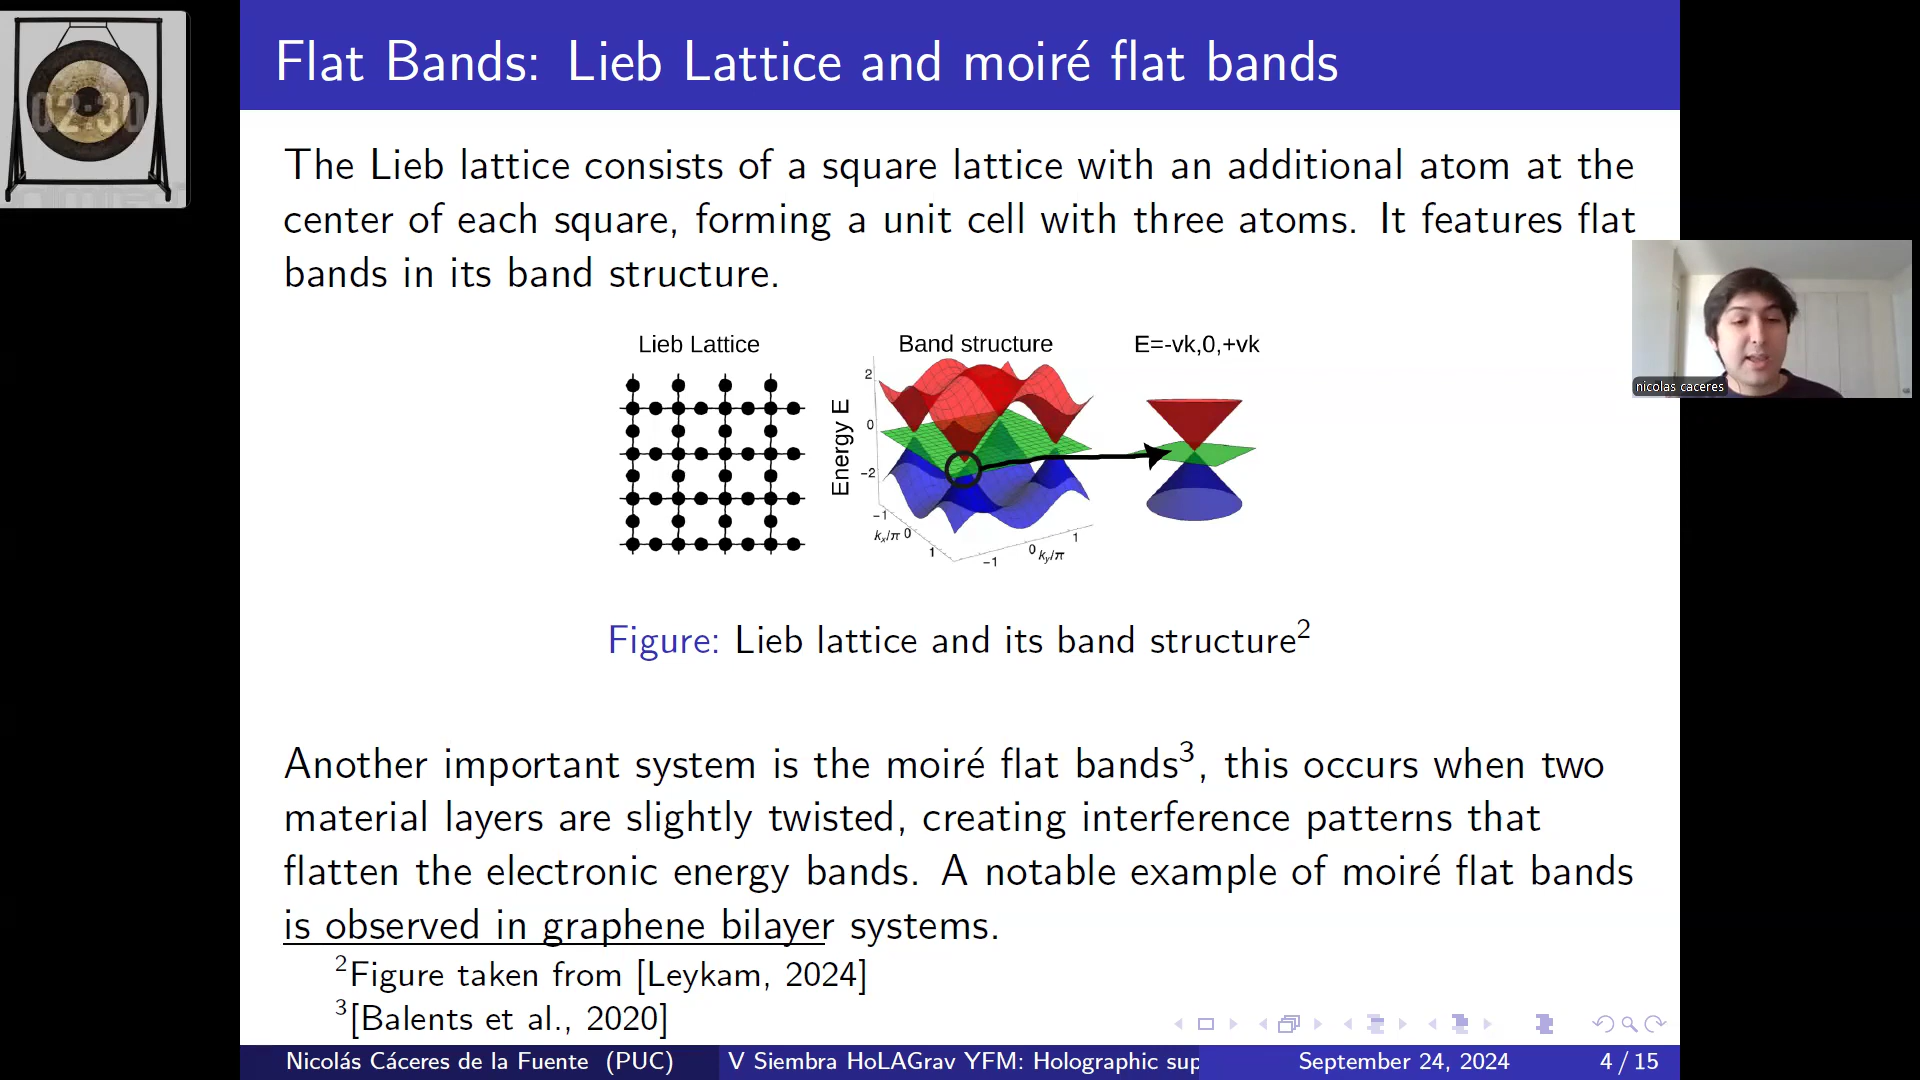 02:30
Flat Bands: Lieb Lattice and moiré flat bands
The Lieb lattice consists of a square lattice with an additional atom at the
center of each square, forming a unit cell with three atoms. It features flat
bands in its band structure.
nicolas caceres
Lieb Lattice
Band structure
E=-vk,0,+vk
Energy E
2
0
−2
−1
kx/π 0
1
−1
0 ky/π
1
Figure: Lieb lattice and its band structure2
Another important system is the moiré flat bands3, this occurs when two
material layers are slightly twisted, creating interference patterns that
flatten the electronic energy bands. A notable example of moiré flat bands
is observed in graphene bilayer systems.
2Figure taken from [Leykam, 2024]
3[Balents et al., 2020]
Nicolás Cáceres de la Fuente (PUC)
V Siembra HoLAGrav YFM: Holographic sup
September 24, 2024
4 / 15